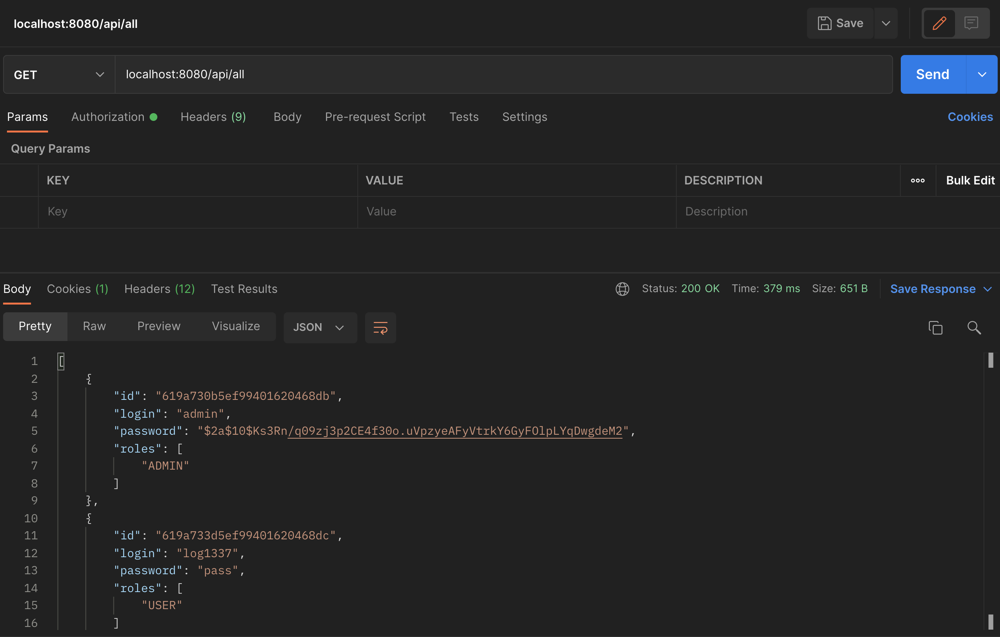 localhost:8080/api/all
Save
GET
localhost:8080/api/all
Send
Params Authorization Headers (9) Body Pre-request Script Tests Settings Cookies
Query Params
KEY VALUE DESCRIPTION Bulk Edit
Key Value Description
Body Cookies (1) Headers (12) Test Results Status: 200 OK Time: 379 ms Size: 651 B Save Response
Pretty Raw Preview Visualize JSON
1 [
2 {
3 "id": "619a730b5ef99401620468db",
4 "login": "admin",
5 "password": "$2a$10$Ks3Rn/q09zj3p2CE4f30o.uVpzyeAFyVtrkY6GyFOlpLYqDwgdeM2",
6 "roles": [
7 "ADMIN"
8 ]
9 },
10 {
11 "id": "619a733d5ef99401620468dc",
12 "login": "log1337",
13 "password": "pass",
14 "roles": [
15 "USER"
16 ]